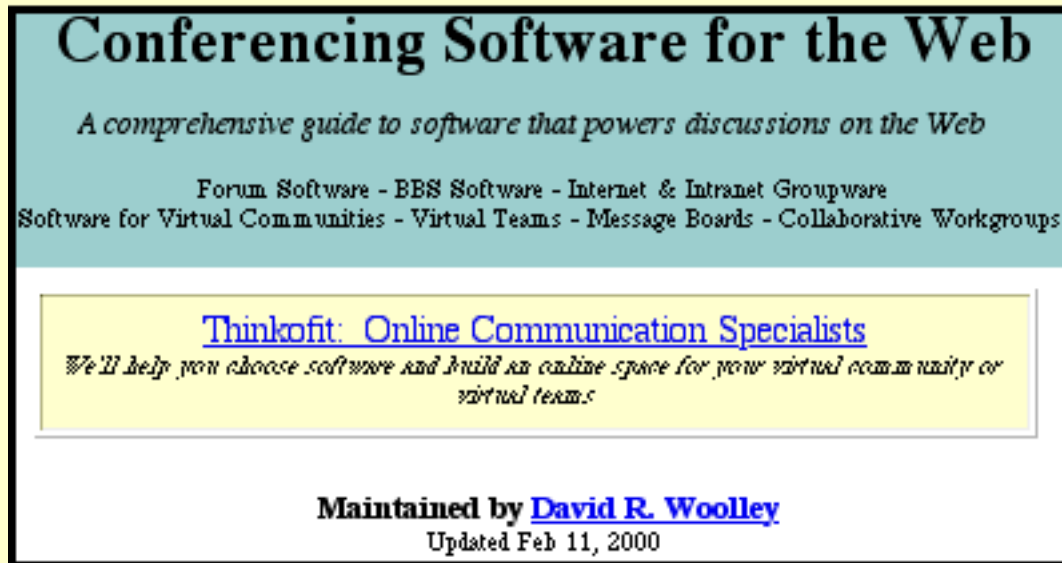 Conferencing Software for the Web
A comprehensive guide to software that powers discussions on the Web
Forum Software - BBS Software - Internet & Intranet Groupware
Software for Virtual Communities - Virtual Teams - Message Boards - Collaborative Workgroups
Thinkofit: Online Communication Specialists
We'll help you choose software and build an online space for your virtual community or
virtual teams
Maintained by David R. Woolley
Updated Feb 11, 2000